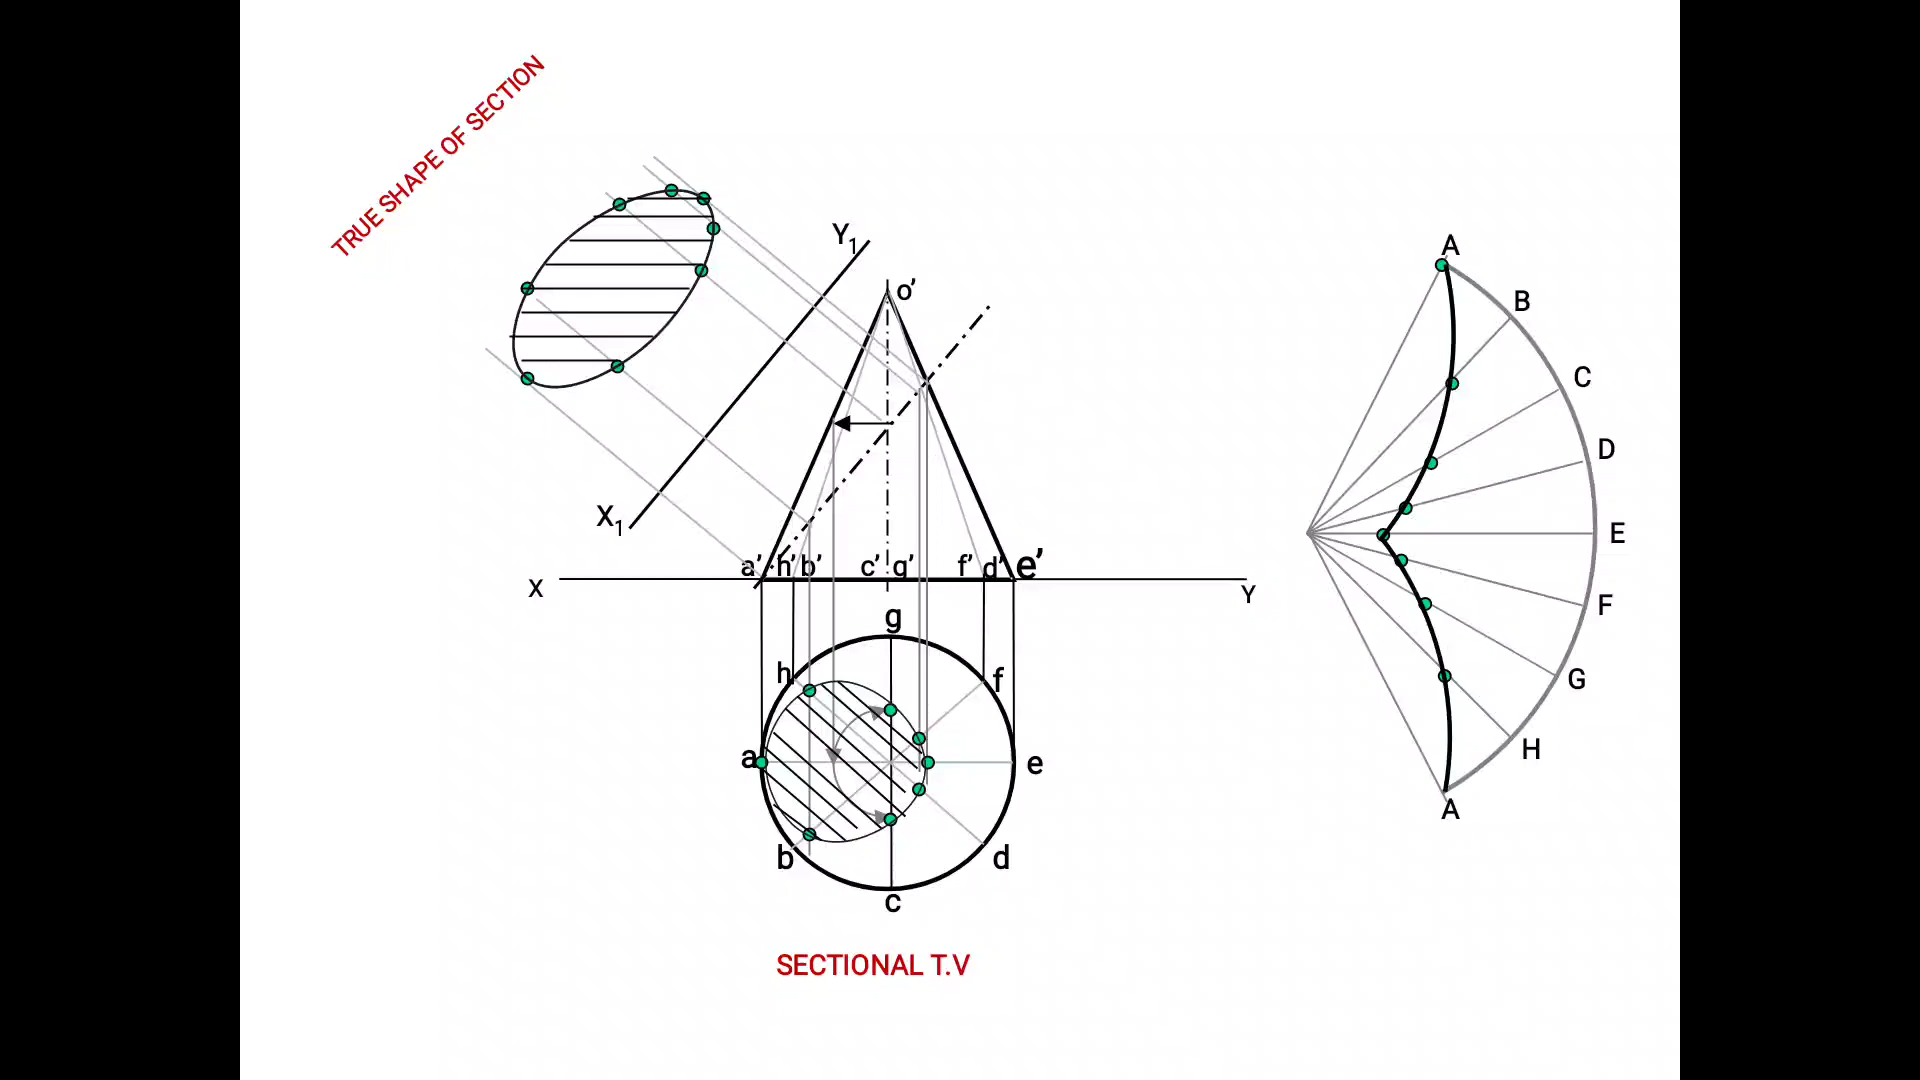 TRUE SHAPE OF SECTION
Y1
o’
X1
a’ h’ b’ c’ g’ f’ d’ e’
X Y
g
h f
a e
b d
c
SECTIONAL T.V
A
B
C
D
E
F
G
H
A